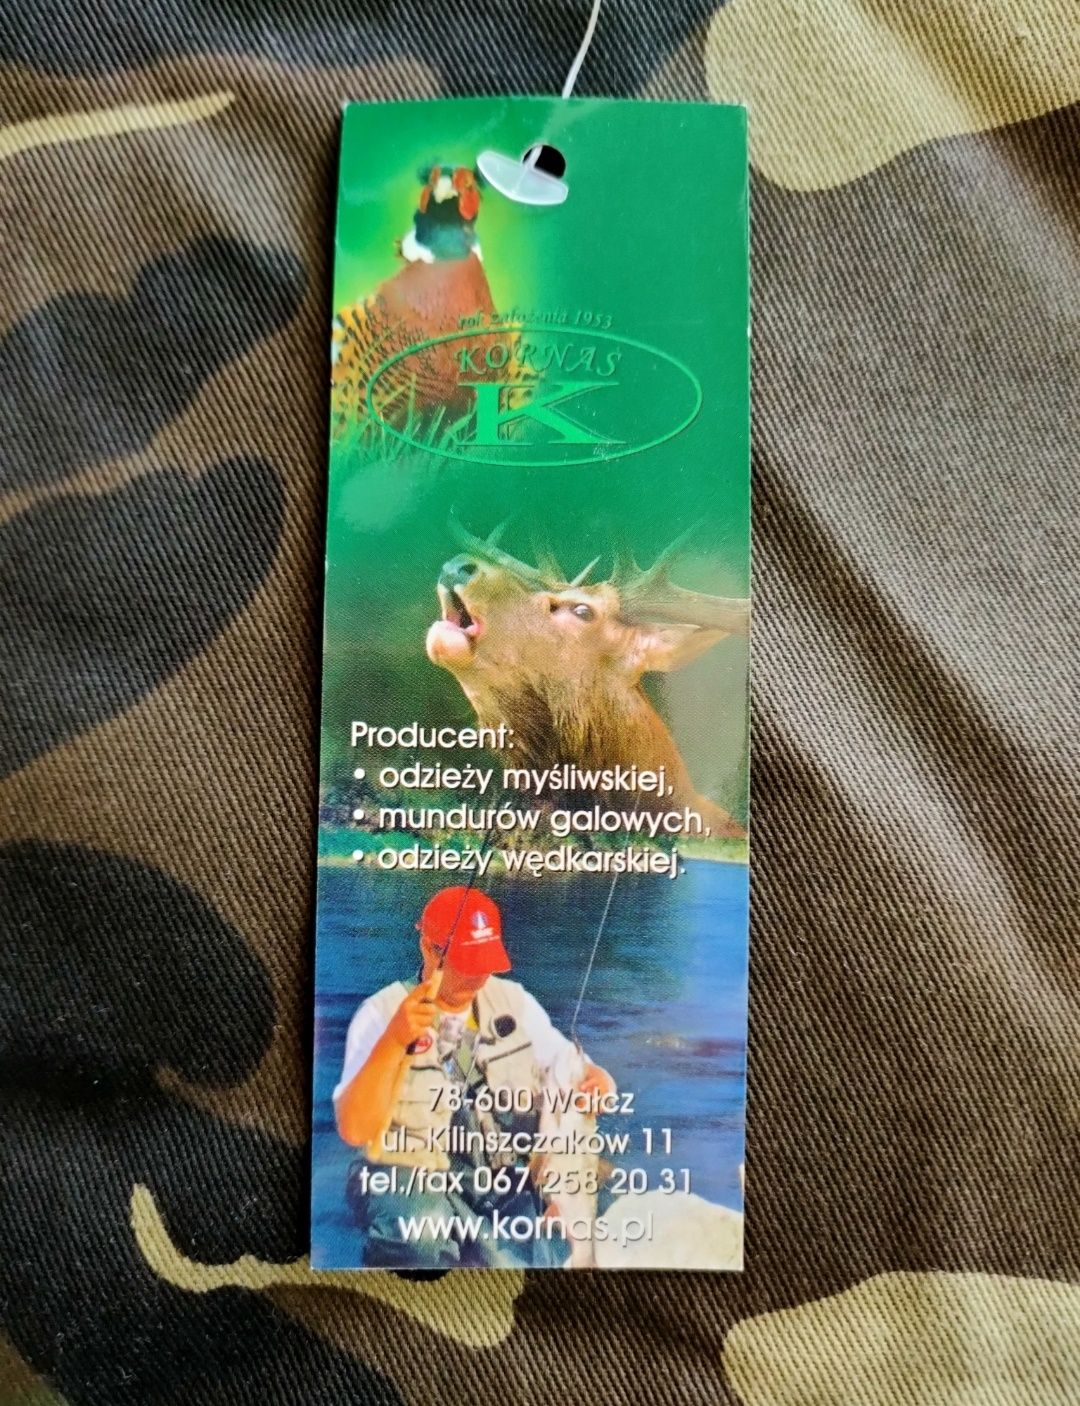 rok założenia 1953
KORNAS
K
Producent:
• odzieży myśliwskiej,
• mundurów galowych,
• odzieży wędkarskiej.
78-600 Wałcz
ul. Kilinszczaków 11
tel./fax 067 258 20 31
www.kornas.pl